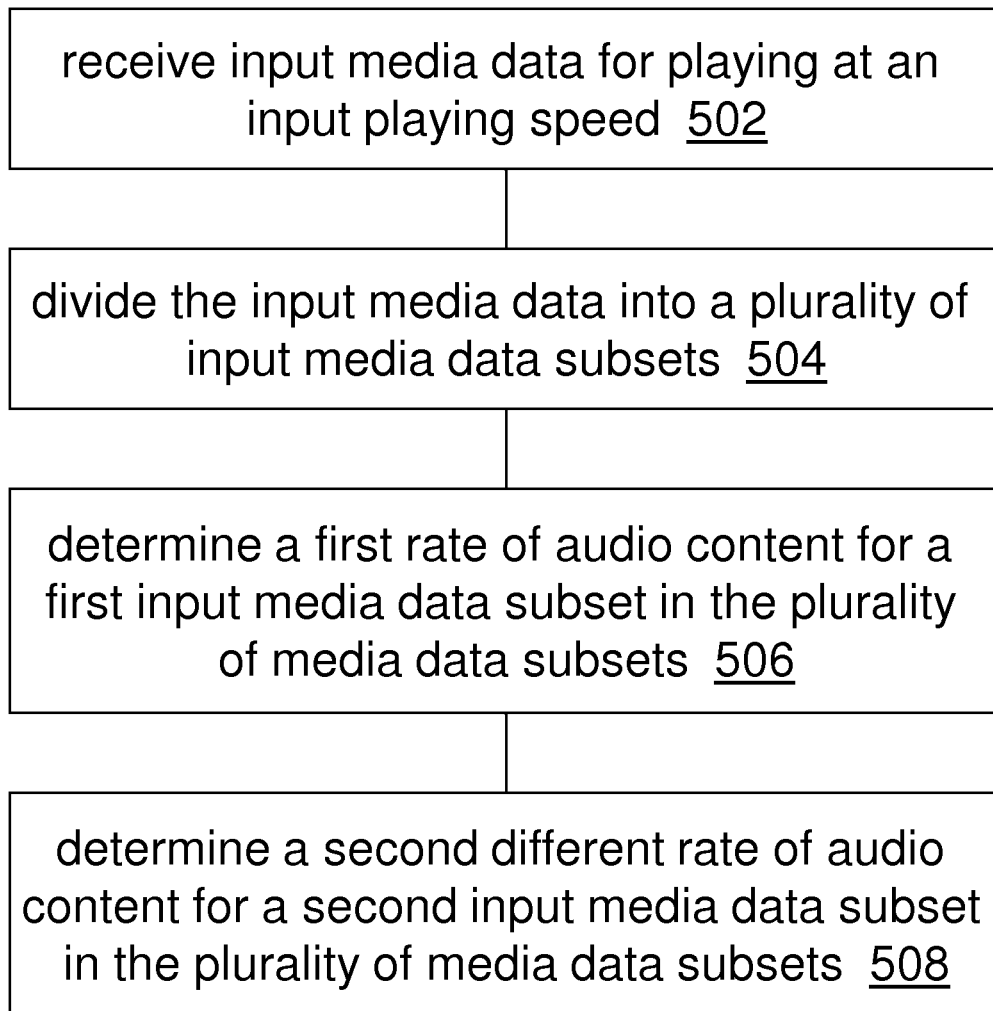 receive input media data for playing at an
input playing speed 502
divide the input media data into a plurality of
input media data subsets 504
determine a first rate of audio content for a
first input media data subset in the plurality
of media data subsets 506
determine a second different rate of audio
content for a second input media data subset
in the plurality of media data subsets 508